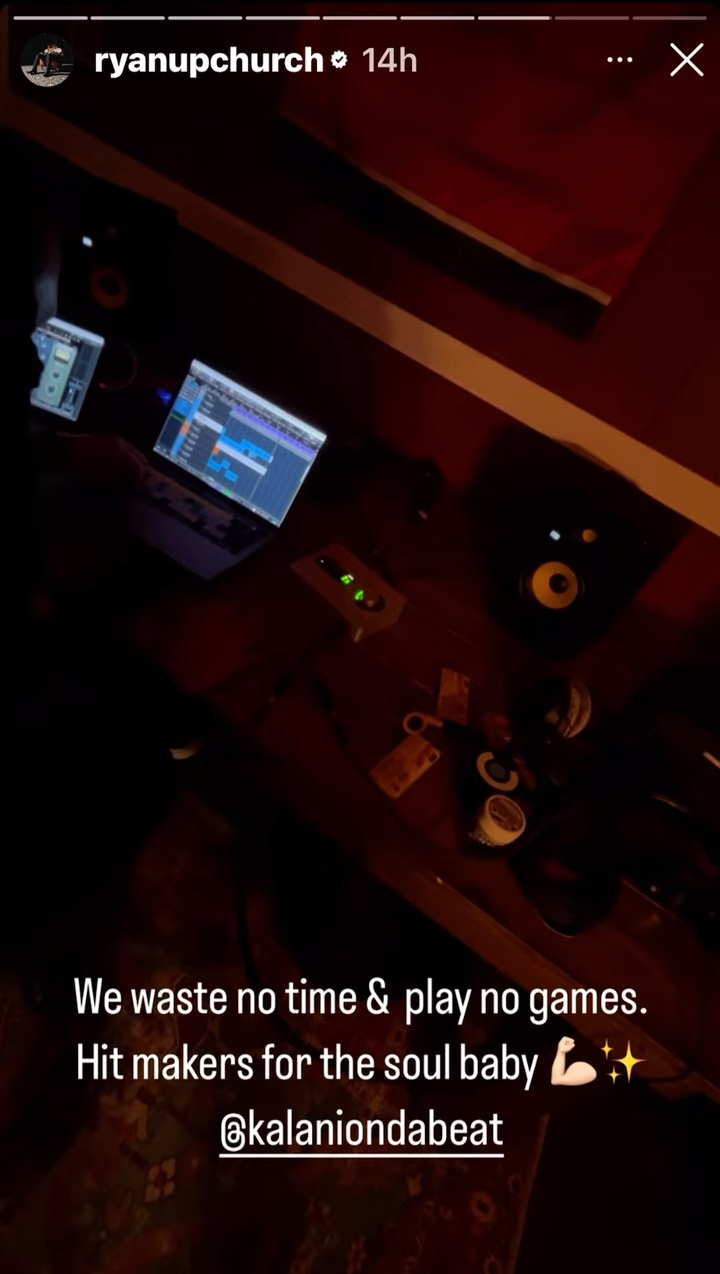 ryanupchurch 14h
We waste no time & play no games.
Hit makers for the soul baby 💪🏻✨
@kalaniondabeat